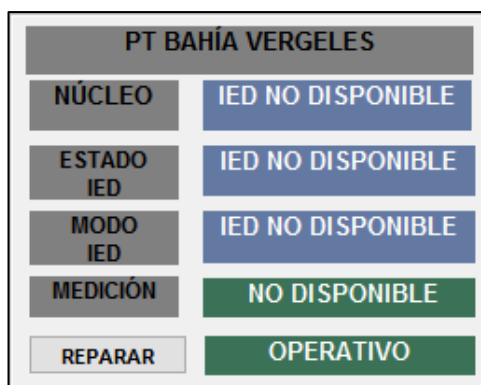 PT BAHÍA VERGELES
NÚCLEO IED NO DISPONIBLE
ESTADO IED NO DISPONIBLE
IED
MODO IED NO DISPONIBLE
IED
MEDICIÓN NO DISPONIBLE
REPARAR OPERATIVO